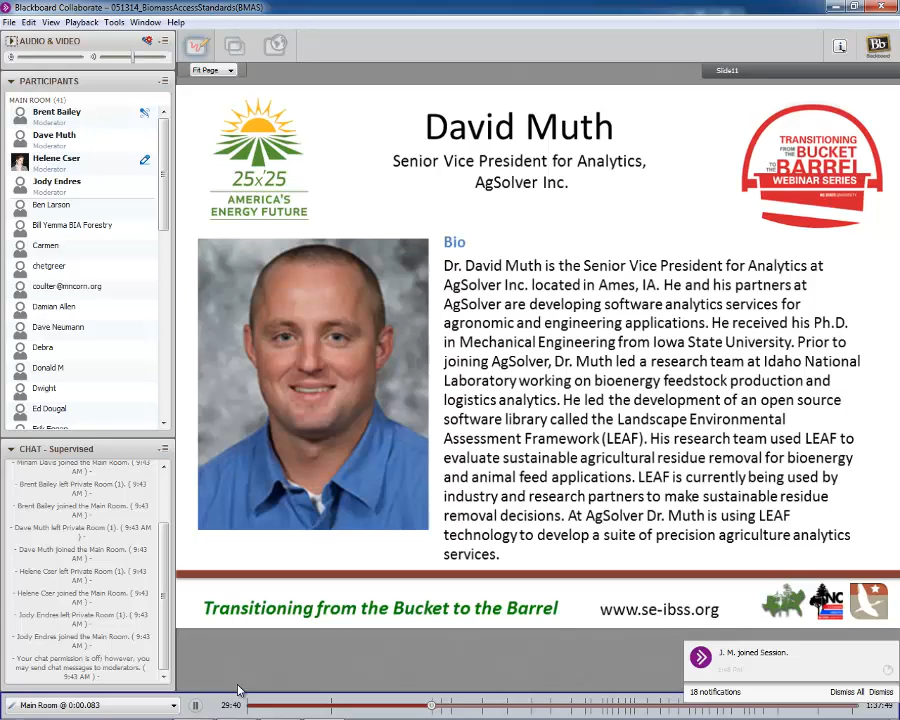 Blackboard Collaborate – 051314_BiomassAccessStandards(BMAS)
File Edit View Playback Tools Window Help
AUDIO & VIDEO
PARTICIPANTS
MAIN ROOM (41)
Brent Bailey
Moderator
Dave Muth
Moderator
Helene Cser
Moderator
Jody Endres
Moderator
Ben Larson
Bill Yemma BIA Forestry
Carmen
chetgreer
coulter@mncorn.org
Damian Allen
Dave Neumann
Debra
Donald M
Dwight
Ed Dougal
CHAT - Supervised
- Miriam Davis joined the Main Room. ( 9:43
AM ) -
- Brent Bailey left Private Room (1). ( 9:43
AM ) -
- Brent Bailey joined the Main Room. ( 9:43
AM ) -
- Dave Muth left Private Room (1). ( 9:43 AM
) -
- Dave Muth joined the Main Room. ( 9:43
AM ) -
- Helene Cser left Private Room (1). ( 9:43
AM ) -
- Helene Cser joined the Main Room. ( 9:43
AM ) -
- Jody Endres left Private Room (1). ( 9:43
AM ) -
- Jody Endres joined the Main Room. ( 9:43
AM ) -
- Your chat permission is off; however, you
may send chat messages to moderators. (
9:43 AM ) -
Fit Page
Slide11
Bb
Blackboard
25x25
AMERICA'S
ENERGY FUTURE
David Muth
Senior Vice President for Analytics,
AgSolver Inc.
TRANSITIONING
FROM THE BUCKET
TO THE BARREL
WEBINAR SERIES
Bio
Dr. David Muth is the Senior Vice President for Analytics at
AgSolver Inc. located in Ames, IA. He and his partners at
AgSolver are developing software analytics services for
agronomic and engineering applications. He received his Ph.D.
in Mechanical Engineering from Iowa State University. Prior to
joining AgSolver, Dr. Muth led a research team at Idaho National
Laboratory working on bioenergy feedstock production and
logistics analytics. He led the development of an open source
software library called the Landscape Environmental
Assessment Framework (LEAF). His research team used LEAF to
evaluate sustainable agricultural residue removal for bioenergy
and animal feed applications. LEAF is currently being used by
industry and research partners to make sustainable residue
removal decisions. At AgSolver Dr. Muth is using LEAF
technology to develop a suite of precision agriculture analytics
services.
Transitioning from the Bucket to the Barrel
www.se-ibss.org
NC
J. M. joined Session.
18 notifications
Dismiss All Dismiss
Main Room @ 0:00.083
29:40
1:37:49